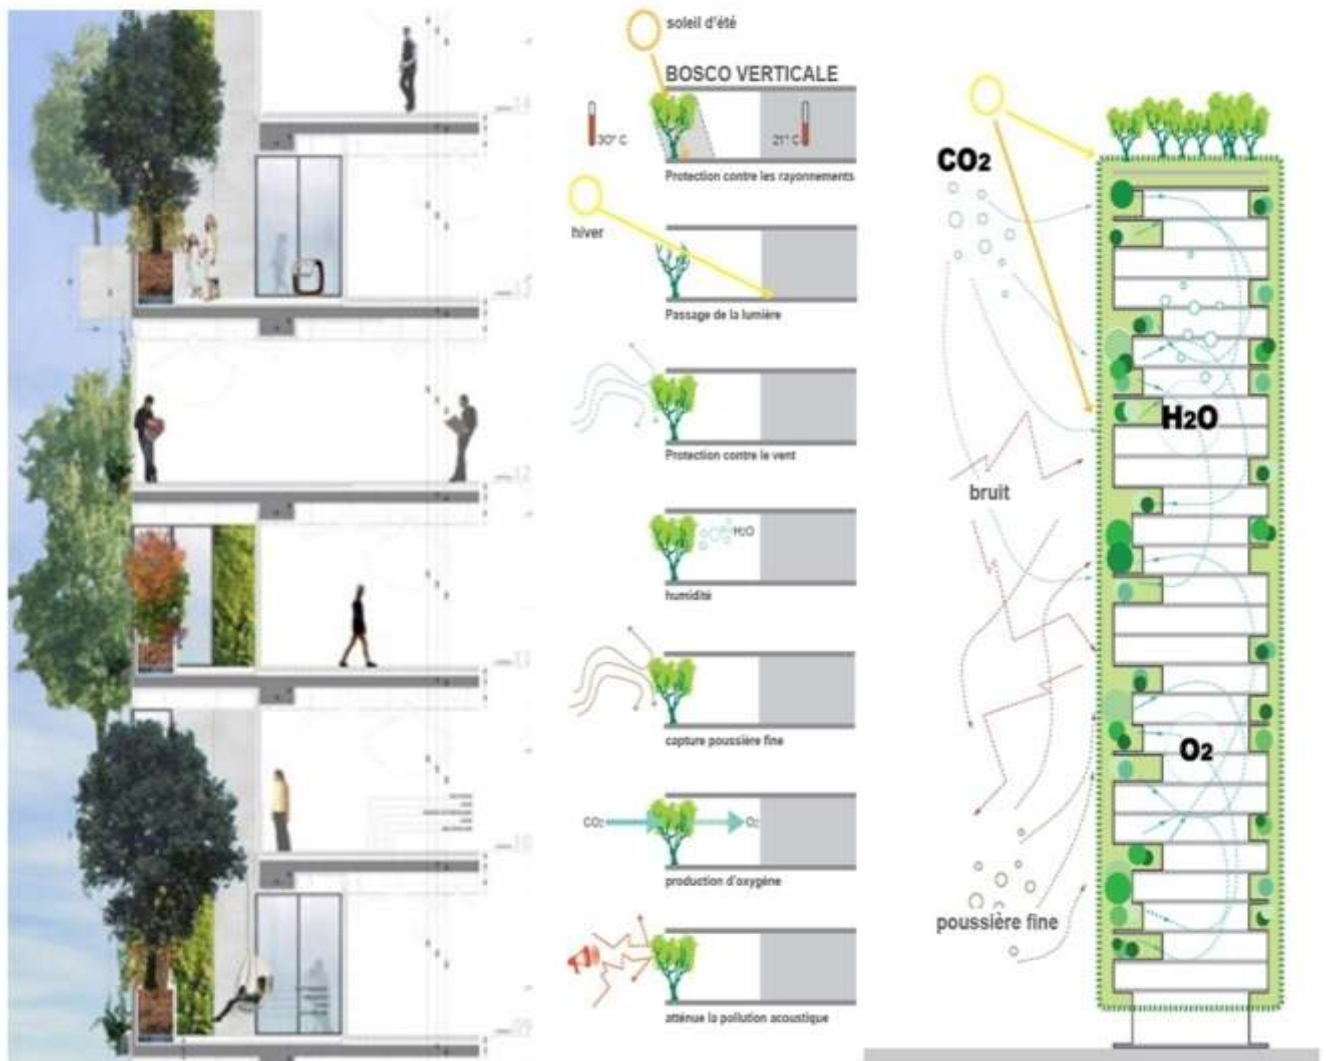 soleil d'été
BOSCO VERTICALE
30° C
21° C
Protection contre les rayonnements
hiver
Passage de la lumière
Protection contre le vent
H2O
humidité
capture poussière fine
CO2
O2
production d'oxygène
atténue la pollution acoustique
CO2
H2O
bruit
O2
poussière fine